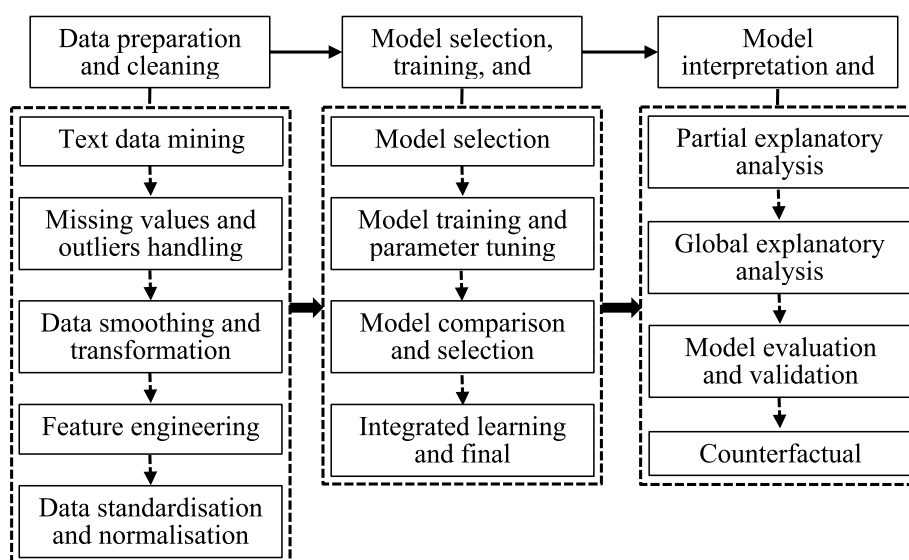 Data preparation
and cleaning
Model selection,
training, and
Model
interpretation and
Text data mining
Missing values and
outliers handling
Data smoothing and
transformation
Feature engineering
Data standardisation
and normalisation
Model selection
Model training and
parameter tuning
Model comparison
and selection
Integrated learning
and final
Partial explanatory
analysis
Global explanatory
analysis
Model evaluation
and validation
Counterfactual